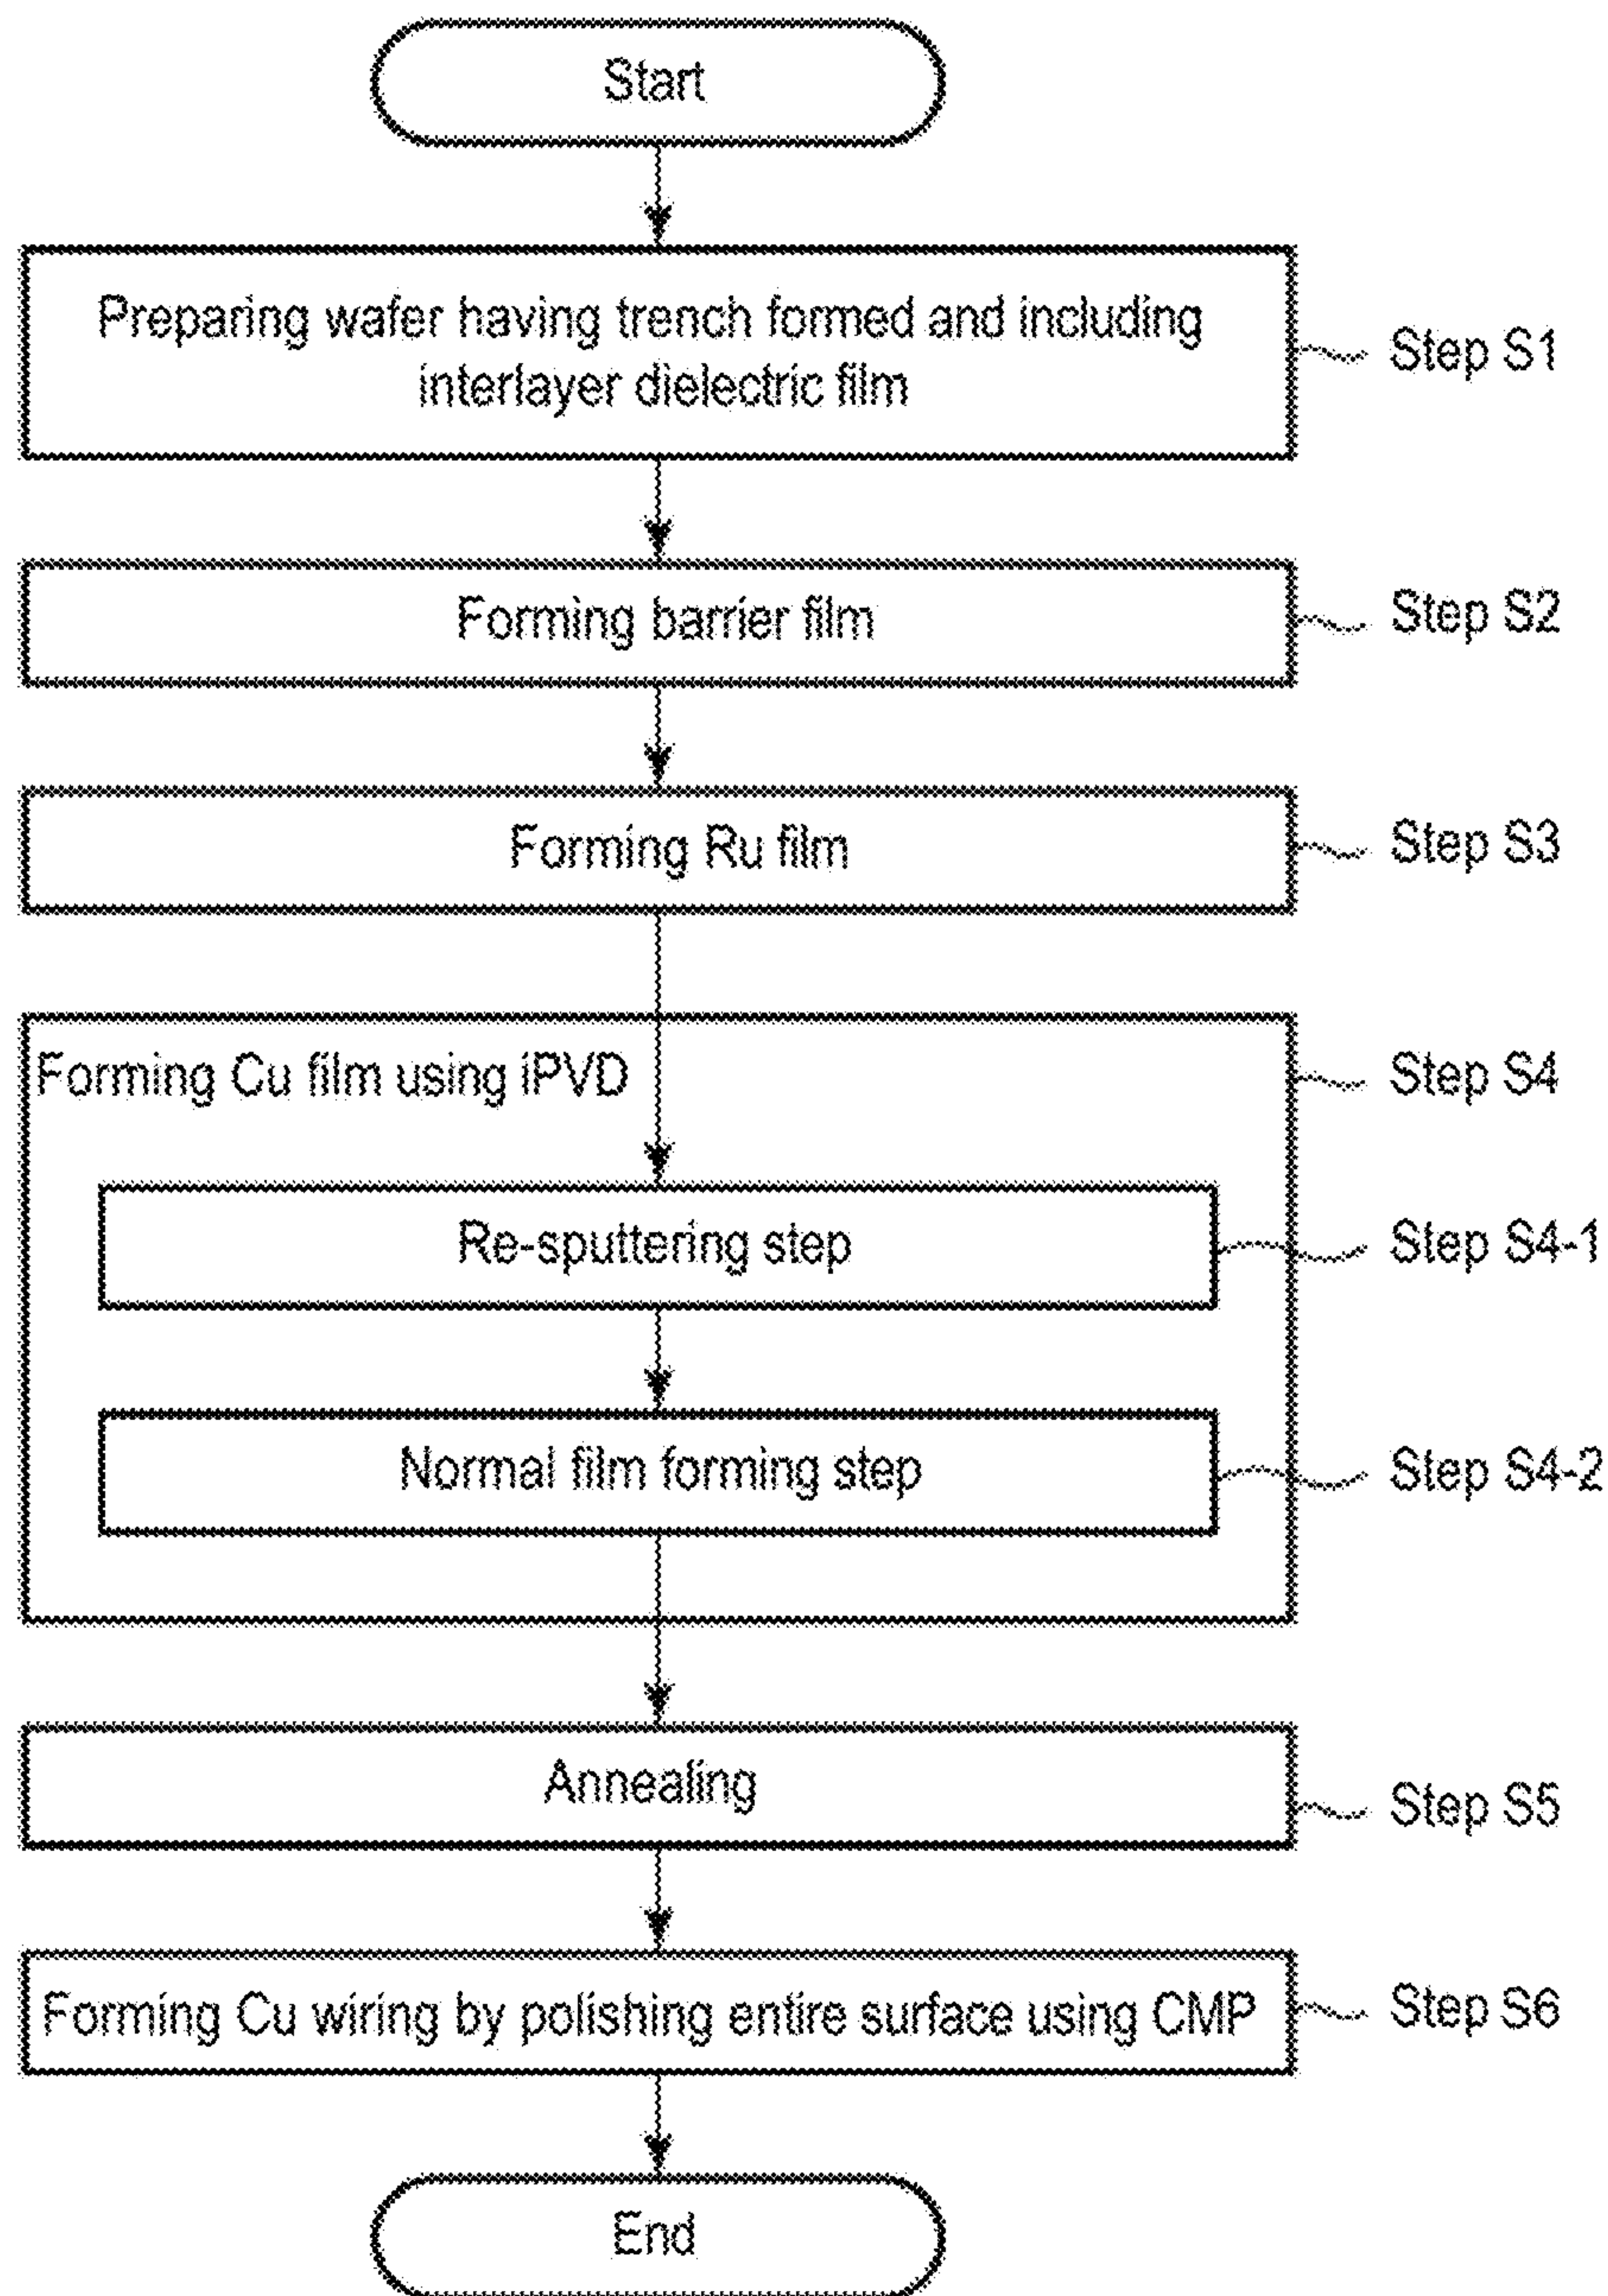 Start
Preparing wafer having trench formed and including
interlayer dielectric film
Step S1
Forming barrier film
Step S2
Forming Ru film
Step S3
Forming Cu film using iPVD
Step S4
Re-sputtering step
Step S4-1
Normal film forming step
Step S4-2
Annealing
Step S5
Forming Cu wiring by polishing entire surface using CMP
Step S6
End